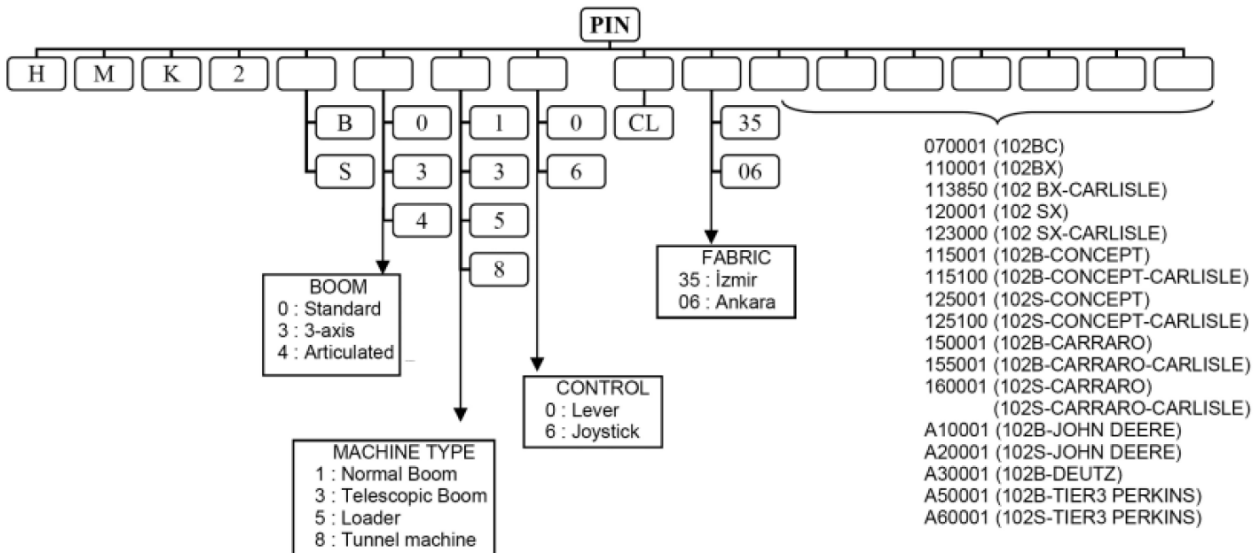 PIN
H M K 2
B 0 1 0 CL 35
S 3 3 6 06
4 5
8
BOOM
0 : Standard
3 : 3-axis
4 : Articulated
MACHINE TYPE
1 : Normal Boom
3 : Telescopic Boom
5 : Loader
8 : Tunnel machine
CONTROL
0 : Lever
6 : Joystick
FABRIC
35 : İzmir
06 : Ankara
070001 (102BC)
110001 (102BX)
113850 (102 BX-CARLISLE)
120001 (102 SX)
123000 (102 SX-CARLISLE)
115001 (102B-CONCEPT)
115100 (102B-CONCEPT-CARLISLE)
125001 (102S-CONCEPT)
125100 (102S-CONCEPT-CARLISLE)
150001 (102B-CARRARO)
155001 (102B-CARRARO-CARLISLE)
160001 (102S-CARRARO)
(102S-CARRARO-CARLISLE)
A10001 (102B-JOHN DEERE)
A20001 (102S-JOHN DEERE)
A30001 (102B-DEUTZ)
A50001 (102B-TIER3 PERKINS)
A60001 (102S-TIER3 PERKINS)